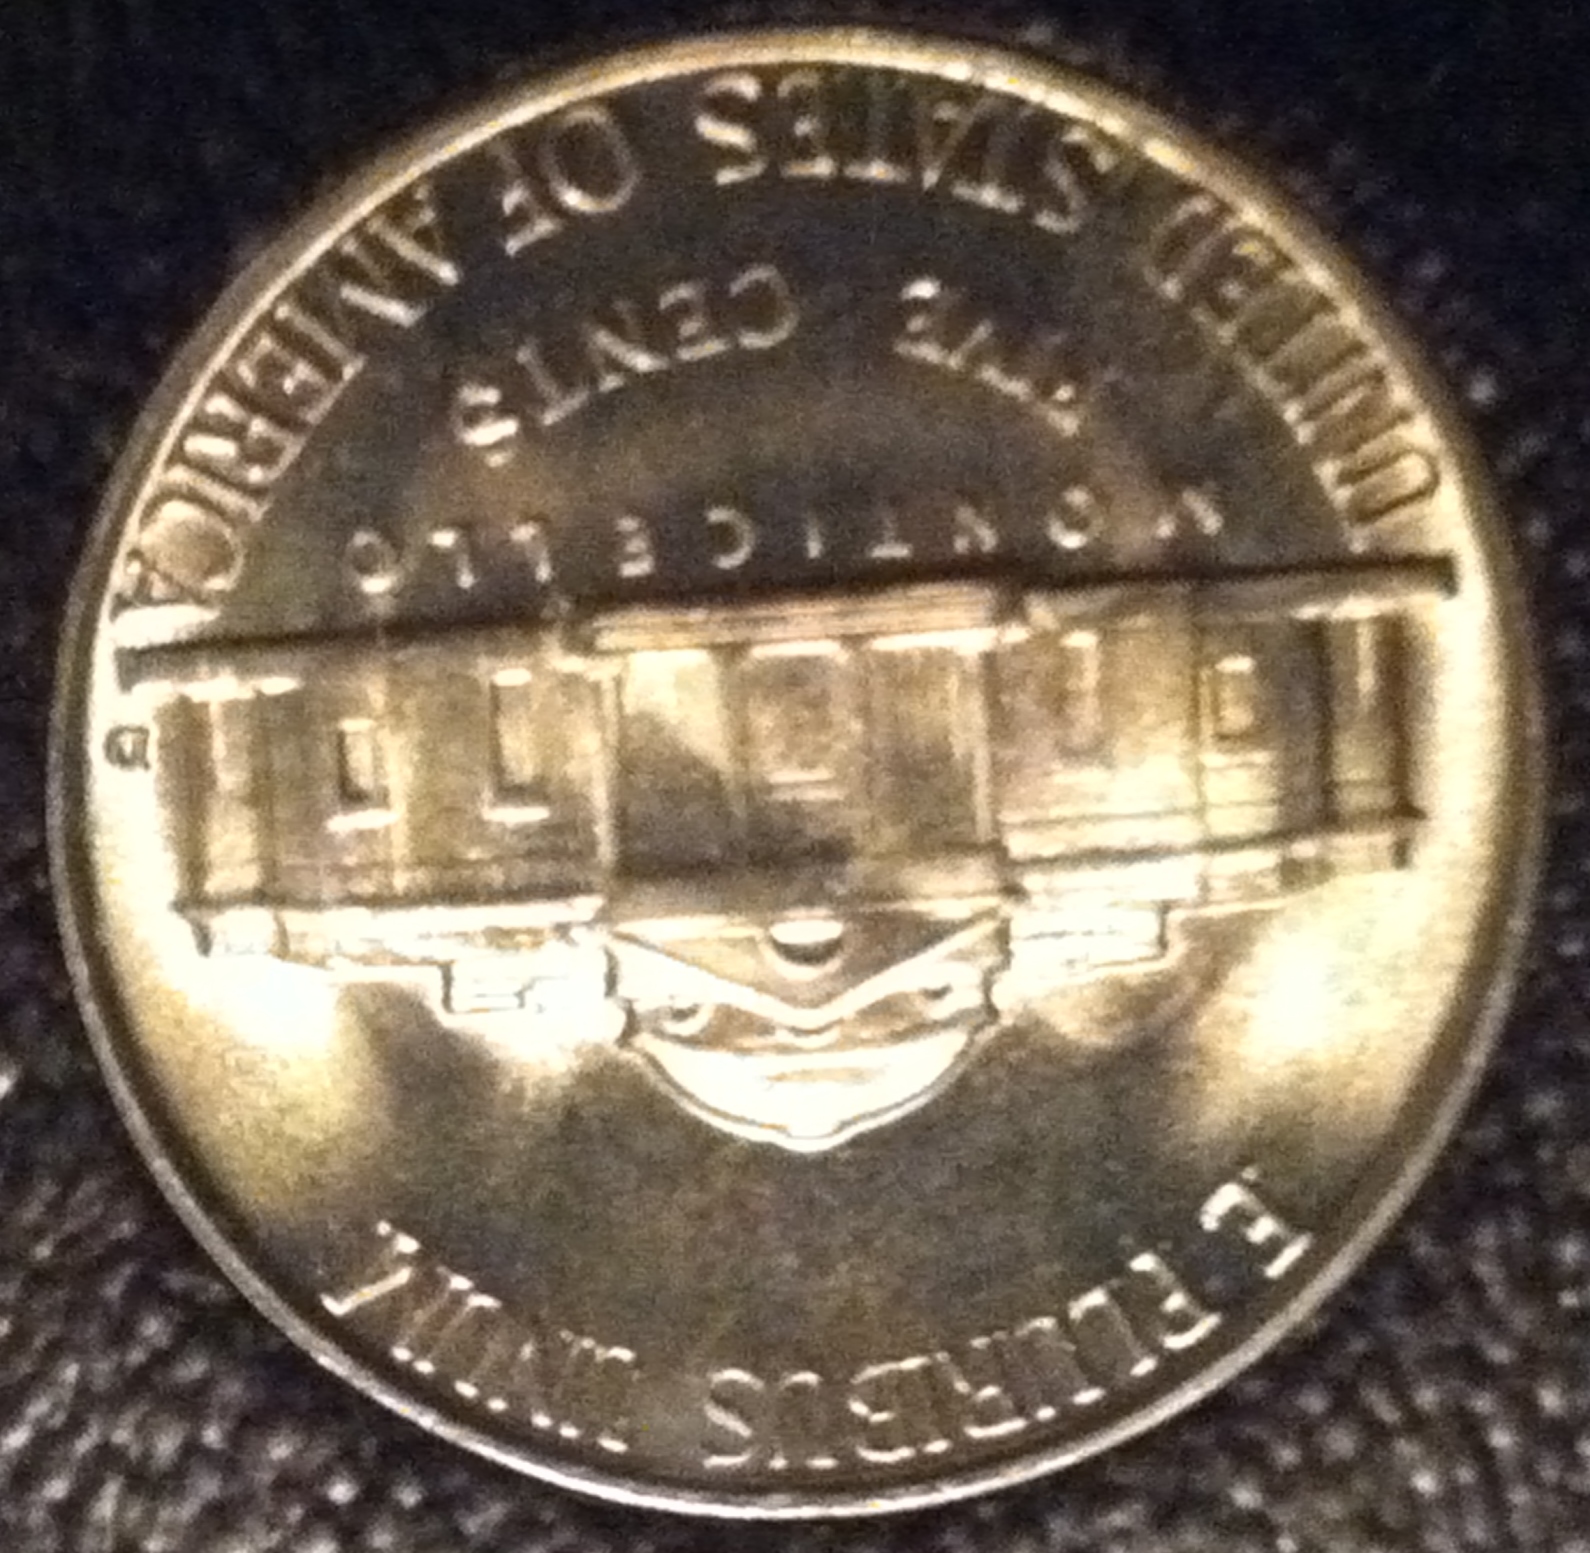 E PLURIBUS UNUM
D
MONTICELLO
FIVE CENTS
UNITED STATES OF AMERICA